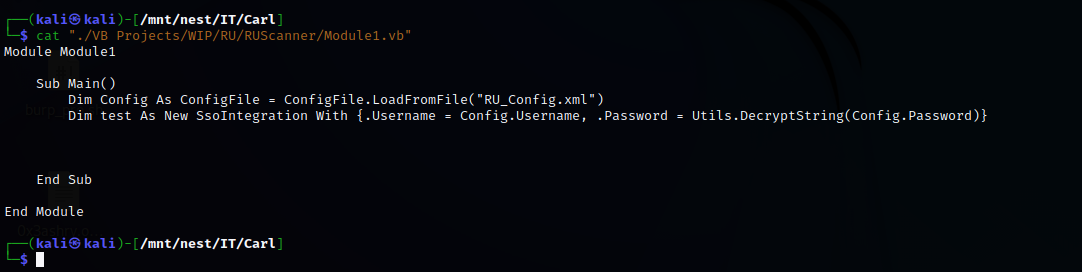 ┌──(kali㉿kali)-[/mnt/nest/IT/Carl]
└─$ cat "./VB Projects/WIP/RU/RUScanner/Module1.vb"
Module Module1
    Sub Main()
        Dim Config As ConfigFile = ConfigFile.LoadFromFile("RU_Config.xml")
        Dim test As New SsoIntegration With {.Username = Config.Username, .Password = Utils.DecryptString(Config.Password)}
    End Sub
End Module
┌──(kali㉿kali)-[/mnt/nest/IT/Carl]
└─$